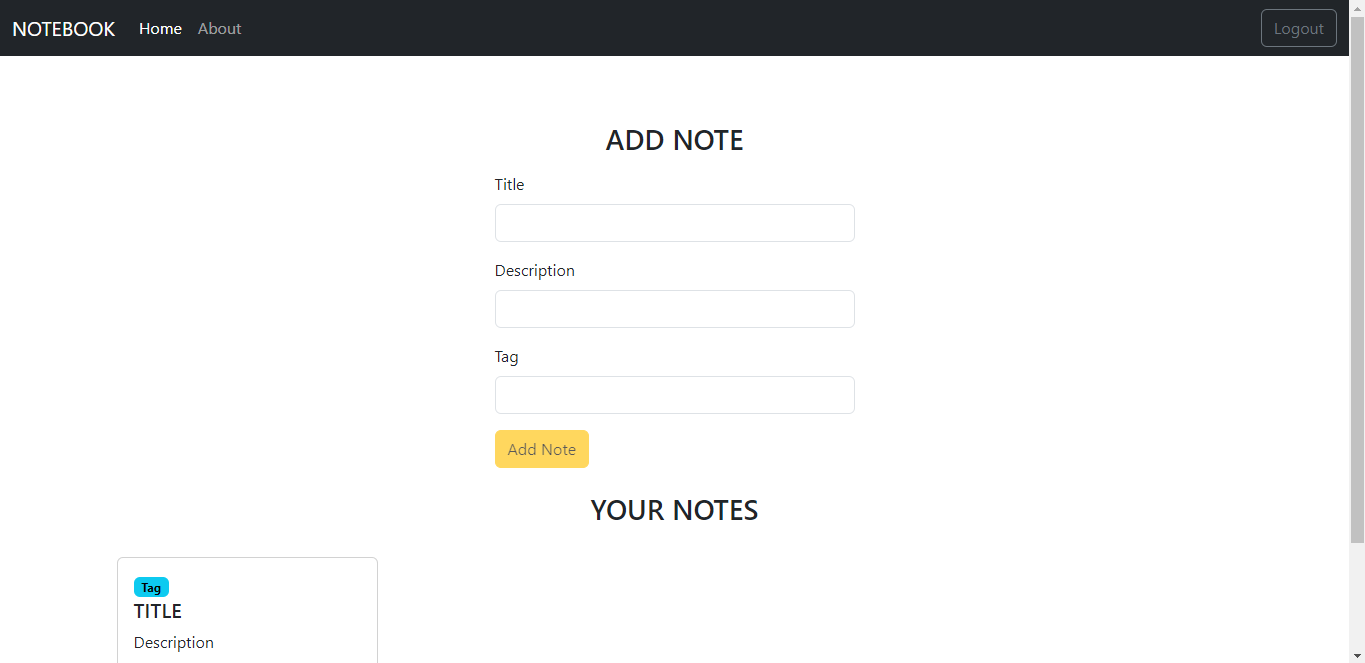 NOTEBOOK Home About Logout
ADD NOTE
Title
Description
Tag
Add Note
YOUR NOTES
Tag
TITLE
Description